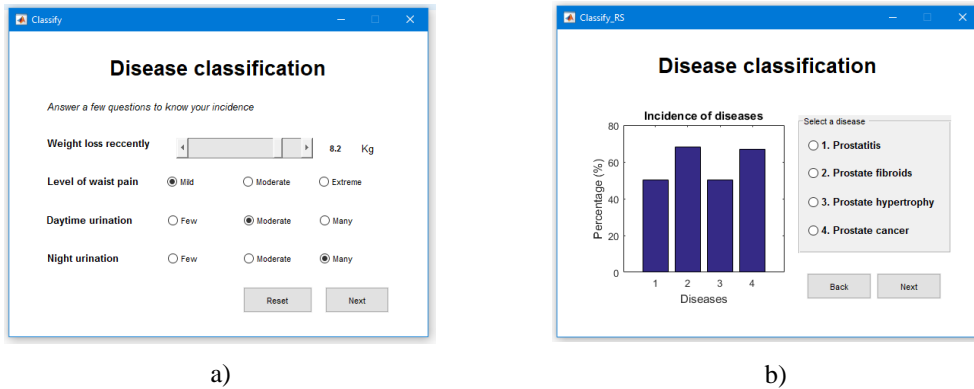 Classify
Disease classification
Answer a few questions to know your incidence
Weight loss reccently
8.2 Kg
Level of waist pain Mild Moderate Extreme
Daytime urination Few Moderate Many
Night urination Few Moderate Many
Reset Next
a)
Classify_RS
Disease classification
Incidence of diseases
80
60
40
20
0
Percentage (%)
1 2 3 4
Diseases
Select a disease
1. Prostatitis
2. Prostate fibroids
3. Prostate hypertrophy
4. Prostate cancer
Back Next
b)